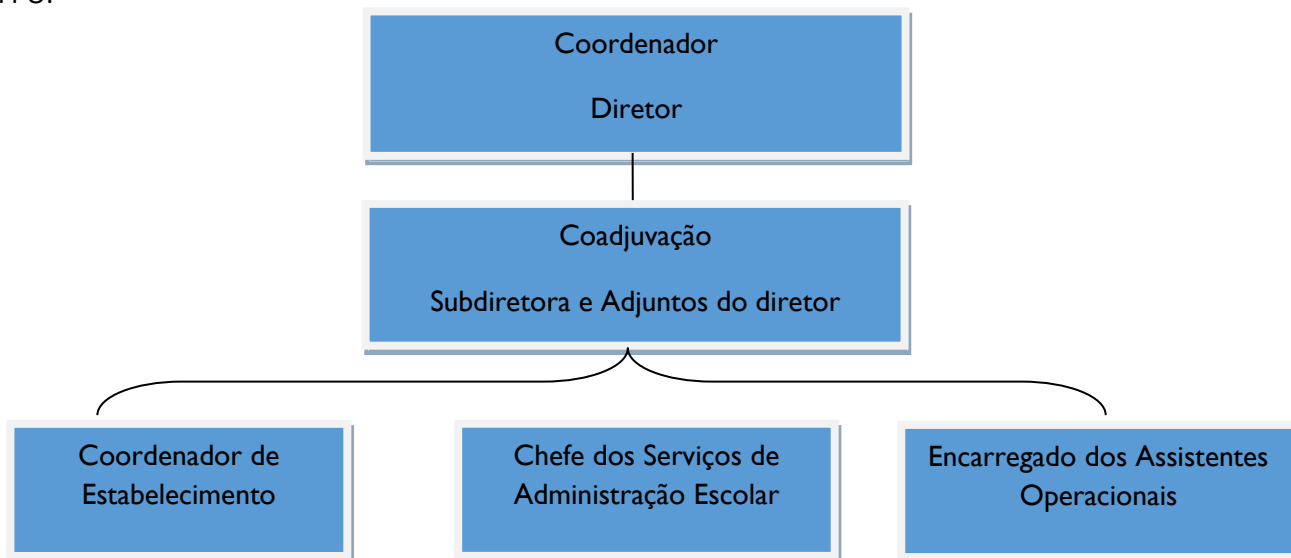 Coordenador
Diretor
Coadjuvação
Subdiretora e Adjuntos do diretor
Coordenador de
Estabelecimento
Chefe dos Serviços de
Administração Escolar
Encarregado dos Assistentes
Operacionais